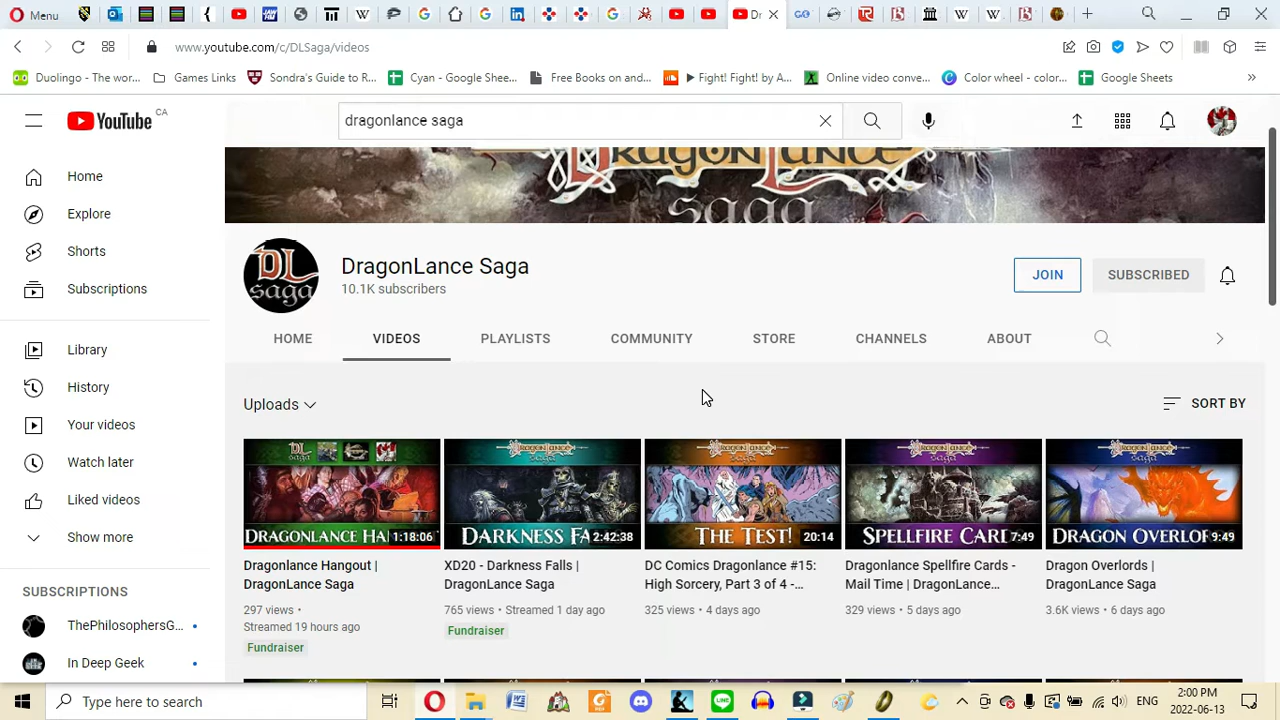 Menu
www.youtube.com/c/DLSaga/videos
Duolingo - The wor...
Games Links
Sondra's Guide to R...
Cyan - Google Shee...
Free Books on and...
Fight! Fight! by A...
Online video conve...
Color wheel - color...
Google Sheets
YouTube CA
dragonlance saga
DRAGONLANCE
saga
Home
Explore
Shorts
Subscriptions
Library
History
Your videos
Watch later
Liked videos
Show more
SUBSCRIPTIONS
ThePhilosophersG...
In Deep Geek
DL saga
DragonLance Saga
10.1K subscribers
JOIN
SUBSCRIBED
HOME VIDEOS PLAYLISTS COMMUNITY STORE CHANNELS ABOUT
Uploads
SORT BY
DRAGONLANCE HA 1:18:06
DARKNESS FA 2:42:38
THE TEST! 20:14
SPELLFIRE CARD 7:49
DRAGON OVERLOR 9:49
Dragonlance Hangout |
DragonLance Saga
297 views •
Streamed 19 hours ago
Fundraiser
XD20 - Darkness Falls |
DragonLance Saga
765 views • Streamed 1 day ago
Fundraiser
DC Comics Dragonlance #15:
High Sorcery, Part 3 of 4 -...
325 views • 4 days ago
Dragonlance Spellfire Cards -
Mail Time | DragonLance...
329 views • 5 days ago
Dragon Overlords |
DragonLance Saga
3.6K views • 6 days ago
Type here to search
ENG
2:00 PM
2022-06-13